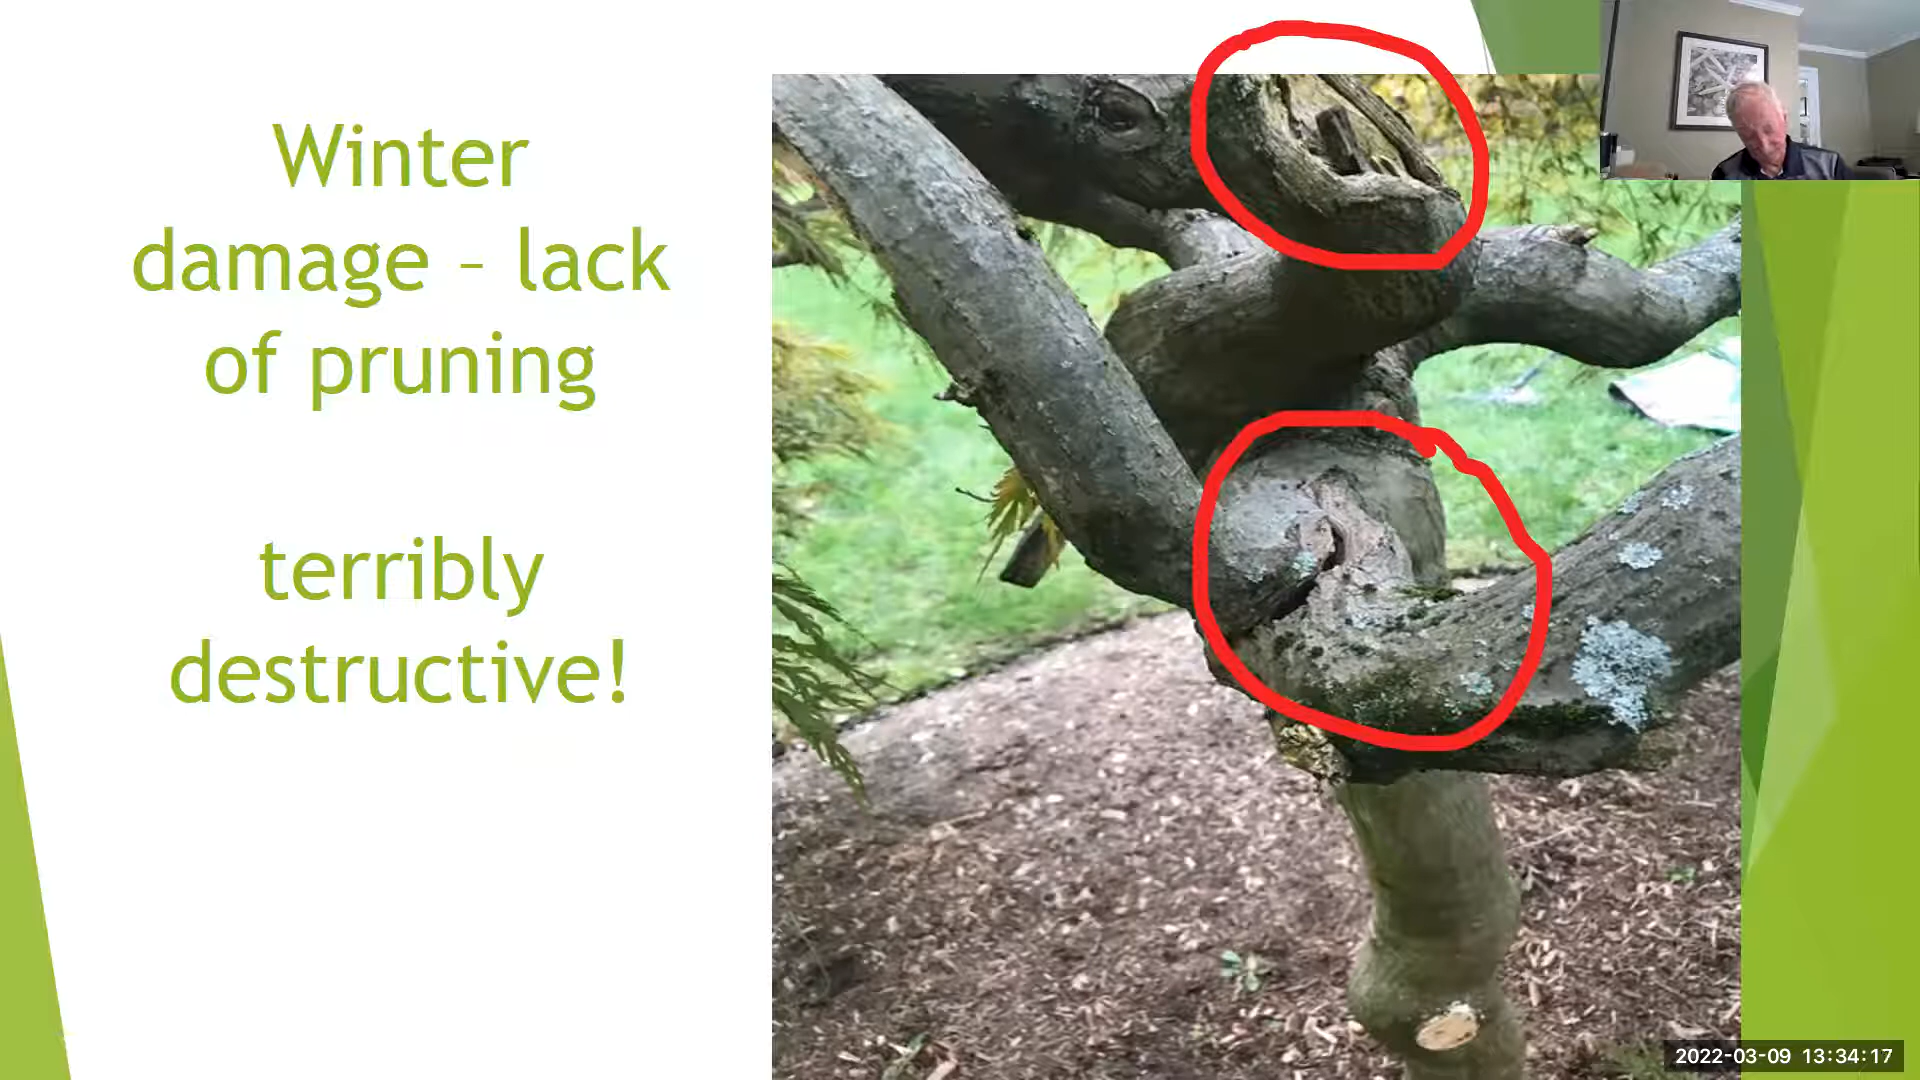 Winter
damage – lack
of pruning
terribly
destructive!
2022-03-09 13:34:17